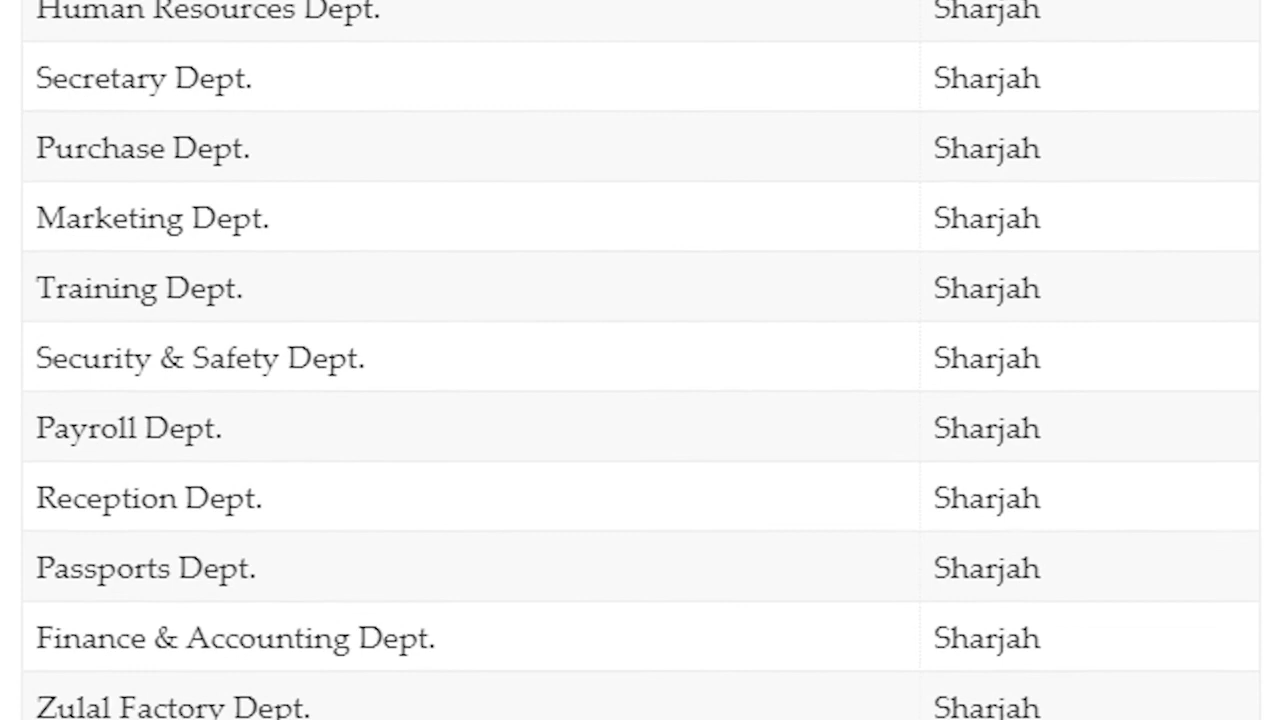 Human Resources Dept. Sharjah
Secretary Dept. Sharjah
Purchase Dept. Sharjah
Marketing Dept. Sharjah
Training Dept. Sharjah
Security & Safety Dept. Sharjah
Payroll Dept. Sharjah
Reception Dept. Sharjah
Passports Dept. Sharjah
Finance & Accounting Dept. Sharjah
Zulal Factory Dept. Sharjah